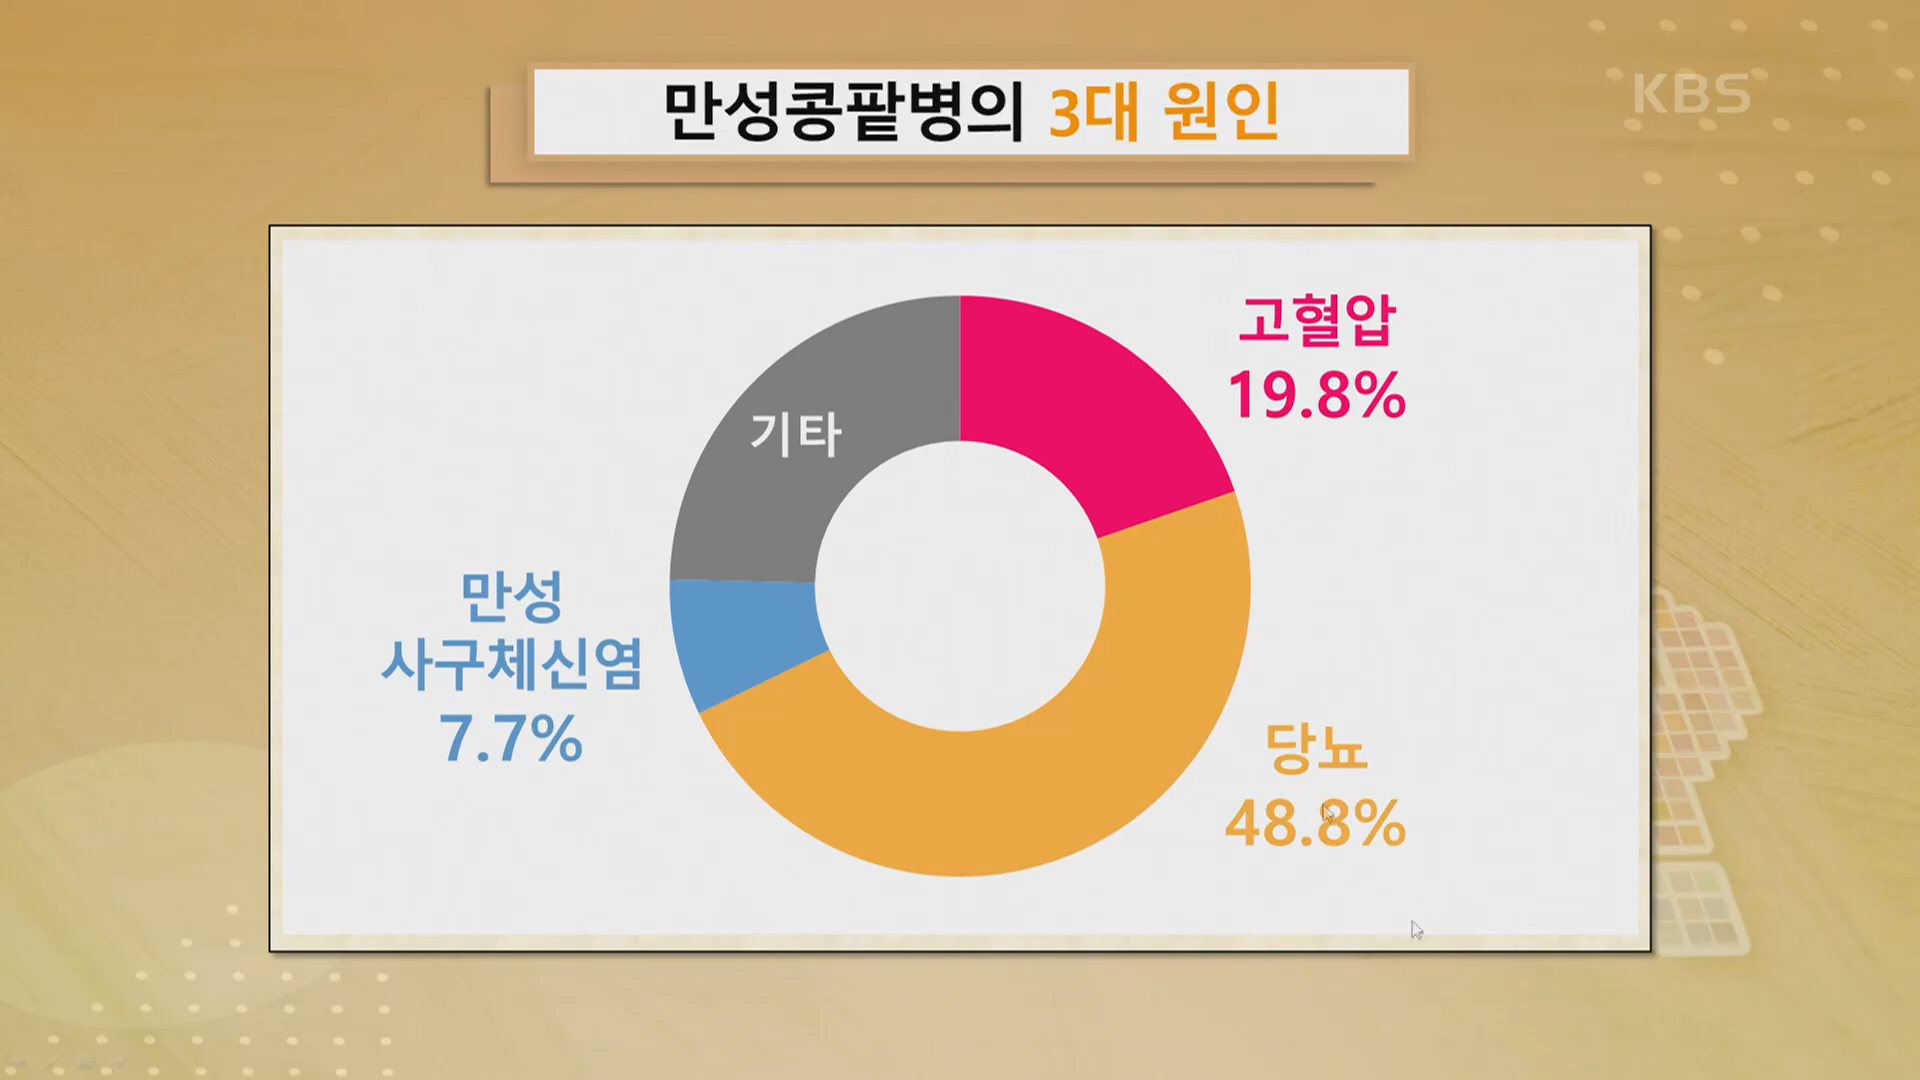 만성콩팥병의 3대 원인
KBS
고혈압
19.8%
기타
만성
사구체신염
7.7%
당뇨
48.8%